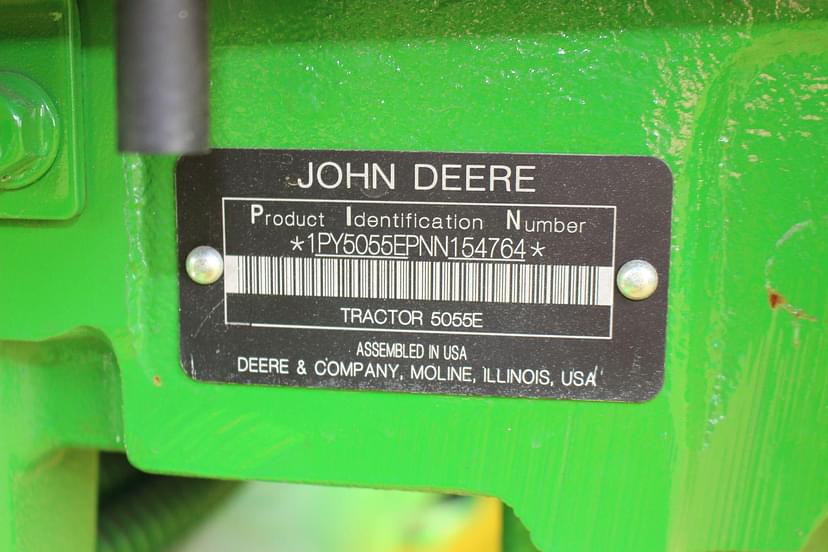 JOHN DEERE
Product Identification Number
*1PY5055EPNN154764*
TRACTOR 5055E
ASSEMBLED IN USA
DEERE & COMPANY, MOLINE, ILLINOIS, USA